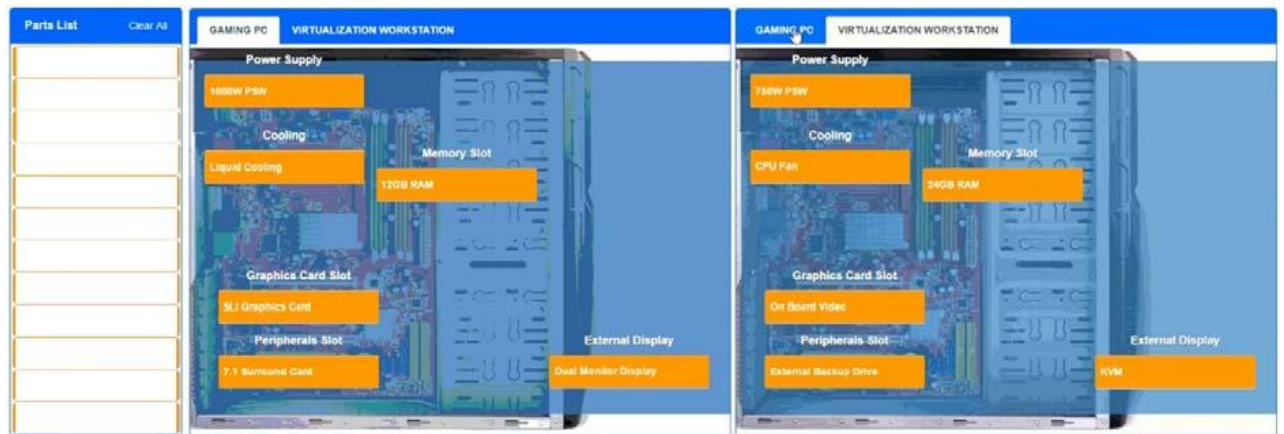 Parts List
Clear All
GAMING PC
VIRTUALIZATION WORKSTATION
Power Supply
1000W PSW
Cooling
Liquid Cooling
Memory Slot
12GB RAM
Graphics Card Slot
SLI Graphics Card
Peripherals Slot
7.1 Surround Card
External Display
Dual Monitor Display
GAMING PC
VIRTUALIZATION WORKSTATION
Power Supply
750W PSW
Cooling
CPU Fan
Memory Slot
24GB RAM
Graphics Card Slot
On Board Video
Peripherals Slot
External Backup Drive
External Display
KVM